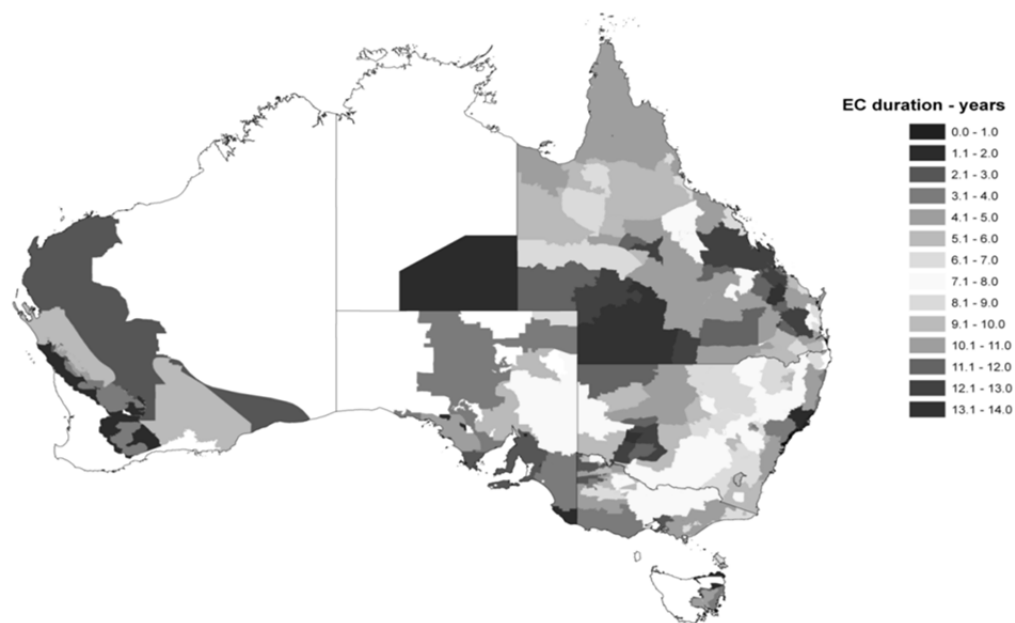 EC duration - years
0.0 - 1.0
1.1 - 2.0
2.1 - 3.0
3.1 - 4.0
4.1 - 5.0
5.1 - 6.0
6.1 - 7.0
7.1 - 8.0
8.1 - 9.0
9.1 - 10.0
10.1 - 11.0
11.1 - 12.0
12.1 - 13.0
13.1 - 14.0